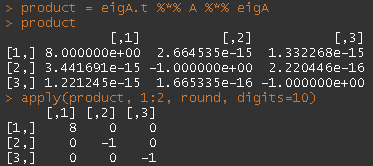 > product = eigA.t %*% A %*% eigA
> product
[,1] [,2] [,3]
[1,] 8.000000e+00 2.664535e-15 1.332268e-15
[2,] 3.441691e-15 -1.000000e+00 2.220446e-16
[3,] 1.221245e-15 1.665335e-16 -1.000000e+00
> apply(product, 1:2, round, digits=10)
[,1] [,2] [,3]
[1,] 8 0 0
[2,] 0 -1 0
[3,] 0 0 -1